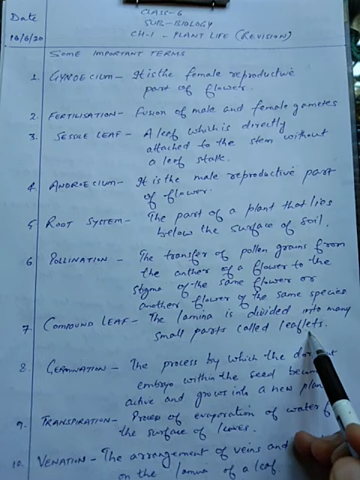 Date
16/6/20
CLASS-6
SUB-BIOLOGY
CH-1 - PLANT LIFE (REVISION)
SOME IMPORTANT TERMS
1. GYNOECIUM - It is the female reproductive
part of flower.
2. FERTILISATION - Fusion of male and female gametes
3. SESSILE LEAF - A leaf which is directly
attached to the stem without
a leaf stalk.
4. ANDROECIUM - It is the male reproductive part
of flower.
5 ROOT SYSTEM - The part of a plant that lies
below the surface of soil.
6 POLLINATION - The transfer of pollen grains from
the anther of a flower to the
stigma of the same flower or
another flower of the same species
7. COMPOUND LEAF - The lamina is divided into many
small parts called leaflets.
8. GERMINATION - The process by which the
embryo within the seed
active and grows into a new
9. TRANSPIRATION - Process of evaporation of water
the surface of leaves.
10. VENATION - The arrangement of veins and
on the lamina of a leaf